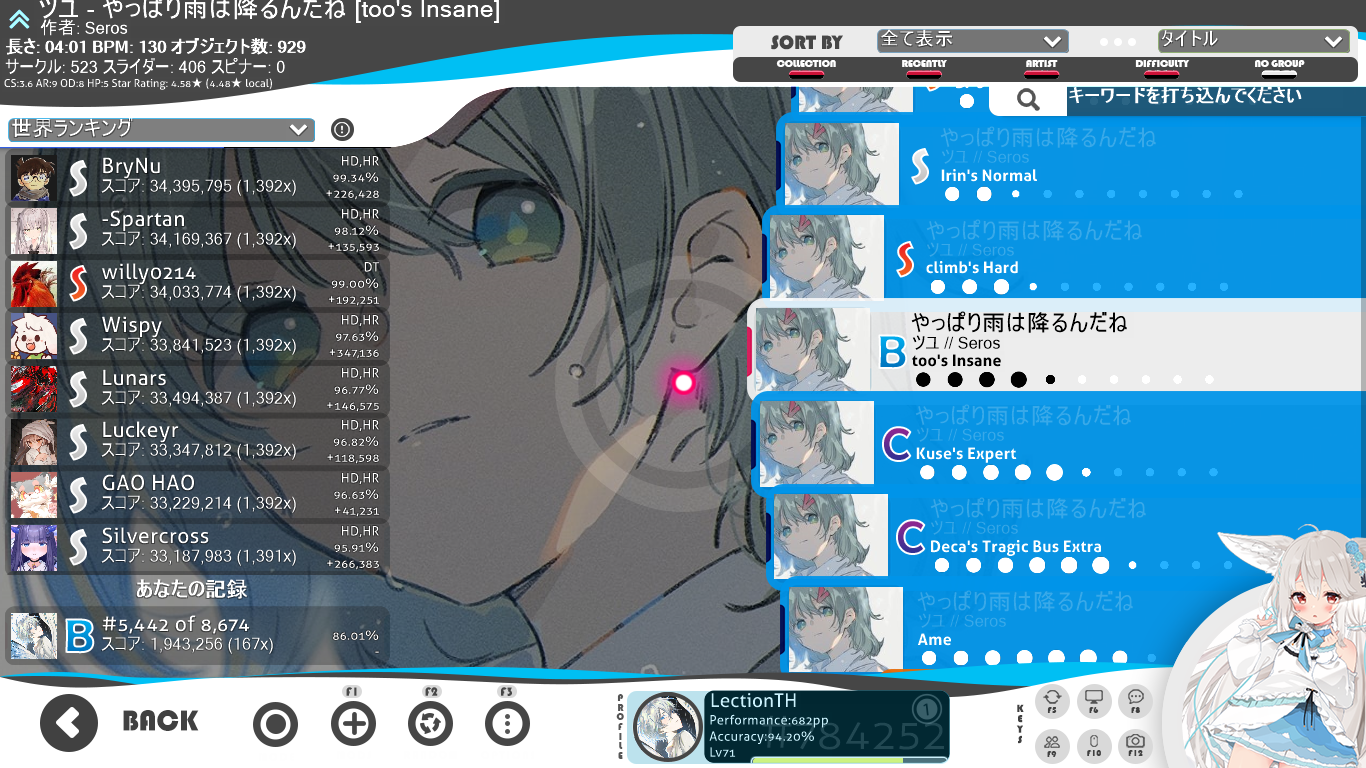 ツユ - やっぱり雨は降るんだね [too's Insane]
作者: Seros
長さ: 04:01 BPM: 130 オブジェクト数: 929
サークル: 523 スライダー: 406 スピナー: 0
CS:3.6 AR:9 OD:8 HP:5 Star Rating: 4.58★ (4.48★ local)
SORT BY
全て表示
タイトル
COLLECTION
RECENTLY
ARTIST
DIFFICULTY
NO GROUP
キーワードを打ち込んでください
世界ランキング
S
BryNu
スコア: 34,395,795 (1,392x)
HD,HR
99.34%
+226,428
S
-Spartan
スコア: 34,169,367 (1,392x)
HD,HR
98.12%
+135,593
S
willy0214
スコア: 34,033,774 (1,392x)
DT
99.00%
+192,251
S
Wispy
スコア: 33,841,523 (1,392x)
HD,HR
97.63%
+347,136
S
Lunars
スコア: 33,494,387 (1,392x)
HD,HR
96.77%
+146,575
S
Luckeyr
スコア: 33,347,812 (1,392x)
HD,HR
96.82%
+118,598
S
GAO HAO
スコア: 33,229,214 (1,392x)
HD,HR
96.63%
+41,231
S
Silvercross
スコア: 33,187,983 (1,391x)
HD,HR
95.91%
+266,383
あなたの記録
B
#5,442 of 8,674
スコア: 1,943,256 (167x)
86.01%
-
やっぱり雨は降るんだね
ツユ // Seros
S
Irin's Normal
やっぱり雨は降るんだね
ツユ // Seros
S
climb's Hard
やっぱり雨は降るんだね
ツユ // Seros
B
too's Insane
やっぱり雨は降るんだね
ツユ // Seros
C
Kuse's Expert
やっぱり雨は降るんだね
ツユ // Seros
C
Deca's Tragic Bus Extra
やっぱり雨は降るんだね
ツユ // Seros
Ame
BACK
F1
F2
F3
PROFILE
LectionTH
Performance:682pp
Accuracy:94.20%
Lv71
1
#784252
KEYS
F5
F6
F8
F9
F10
F12